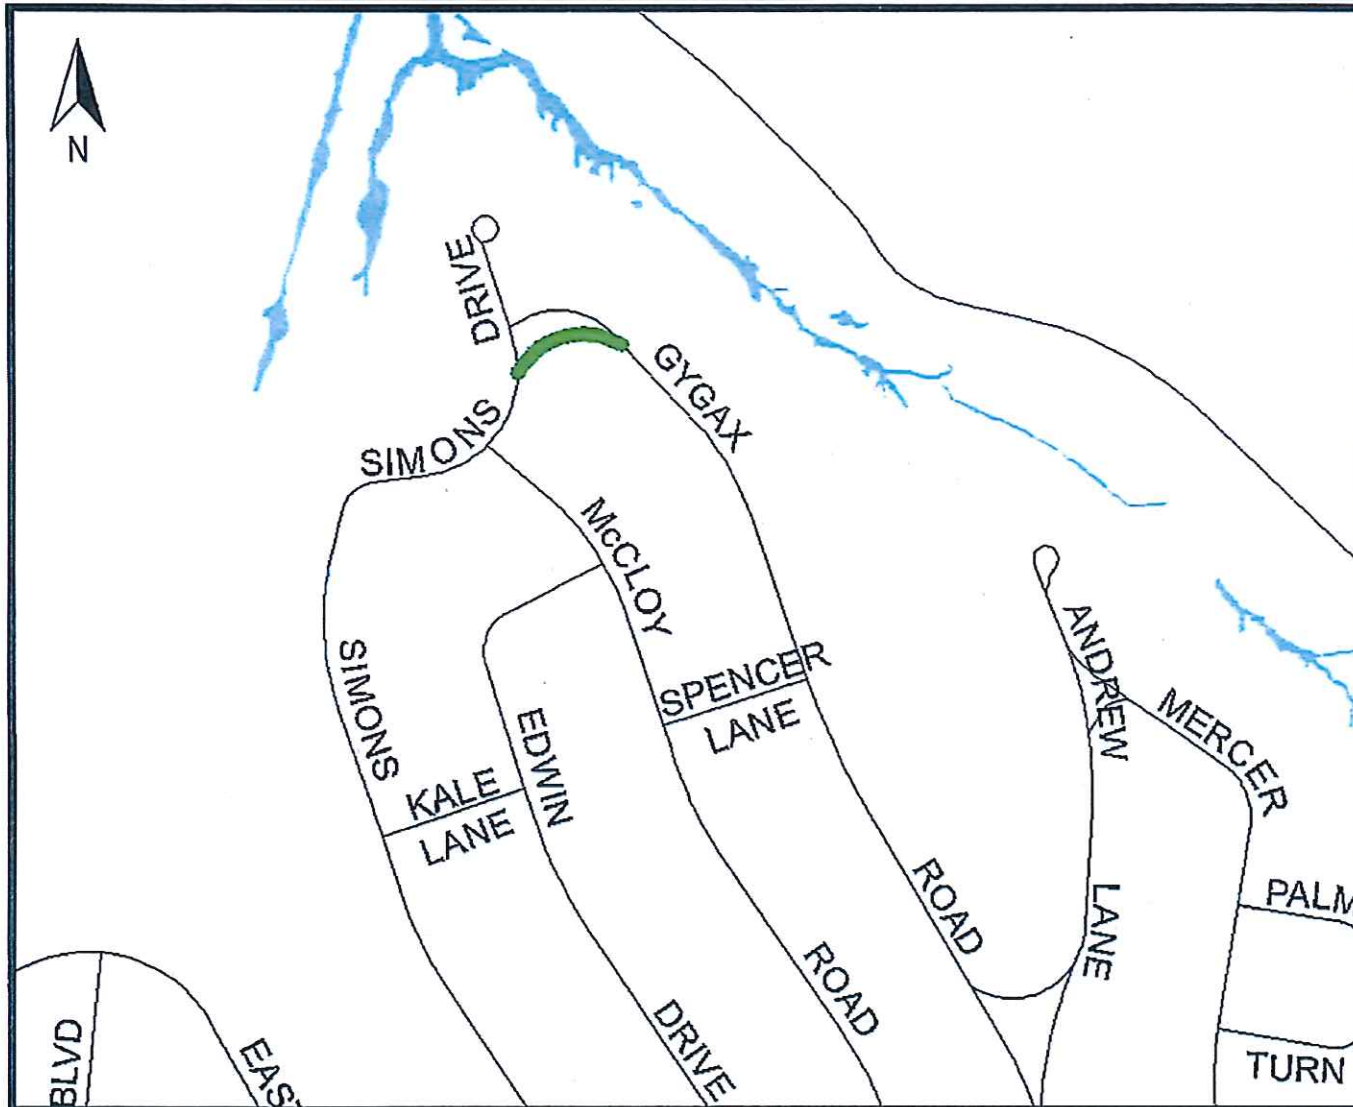 N
DRIVE
GYGAX
SIMONS
McCLOY
SIMONS
SPENCER
LANE
ANDREW
MERCER
EDWIN
KALE
LANE
ROAD
PALM
LANE
ROAD
DRIVE
BLVD
EAST
TURN